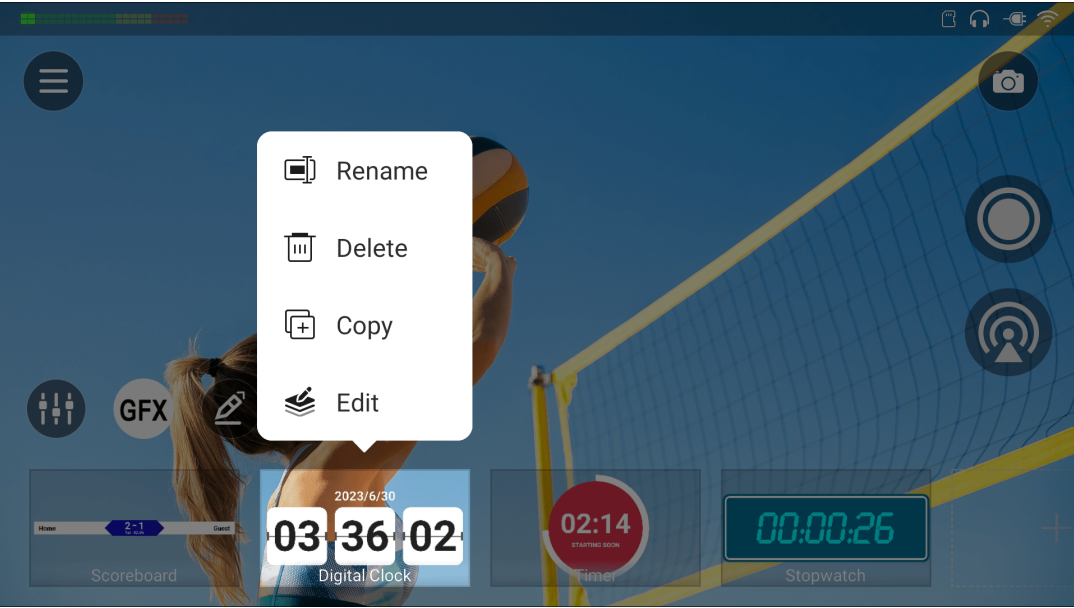 Rename
Delete
Copy
Edit
GFX
Home
2-1
Guest
Scoreboard
2023/6/30
03 36 02
Digital Clock
02:14
STARTING SOON
Timer
00:00:26
Stopwatch